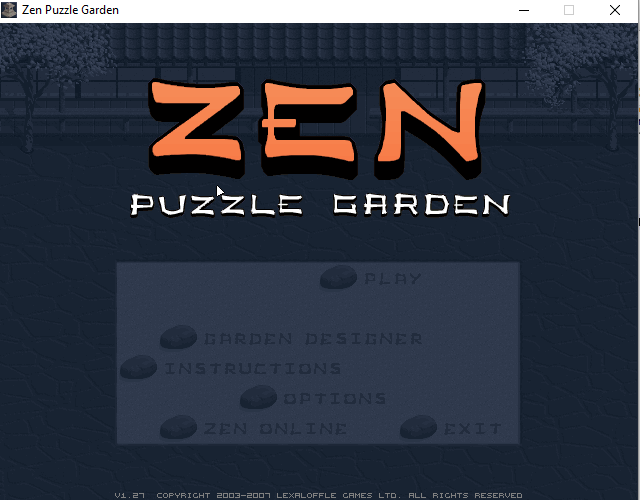 Zen Puzzle Garden
ZEN
PUZZLE GARDEN
PLAY
GARDEN DESIGNER
INSTRUCTIONS
OPTIONS
ZEN ONLINE
EXIT
V1.27 COPYRIGHT 2003-2007 LEXALOFFLE GAMES LTD. ALL RIGHTS RESERVED